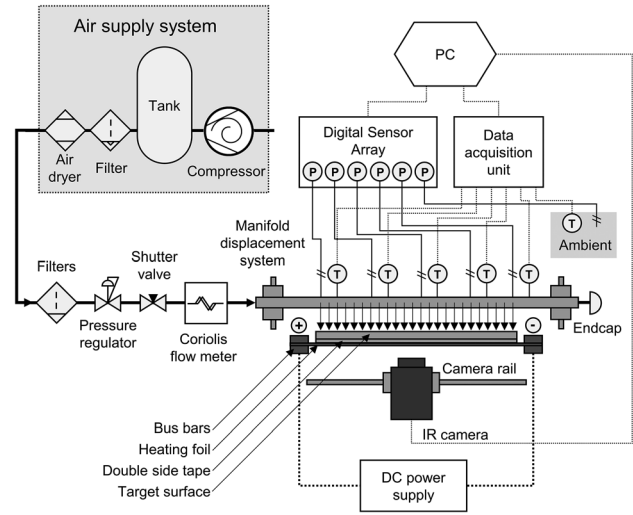 Air supply system
Tank
Air
dryer
Filter
Compressor
PC
Digital Sensor
Array
P P P P P P
Data
acquisition
unit
T
Ambient
Manifold
displacement
system
T T T T T
Filters
Pressure
regulator
Shutter
valve
Coriolis
flow meter
Endcap
+
-
Camera rail
IR camera
Bus bars
Heating foil
Double side tape
Target surface
DC power
supply